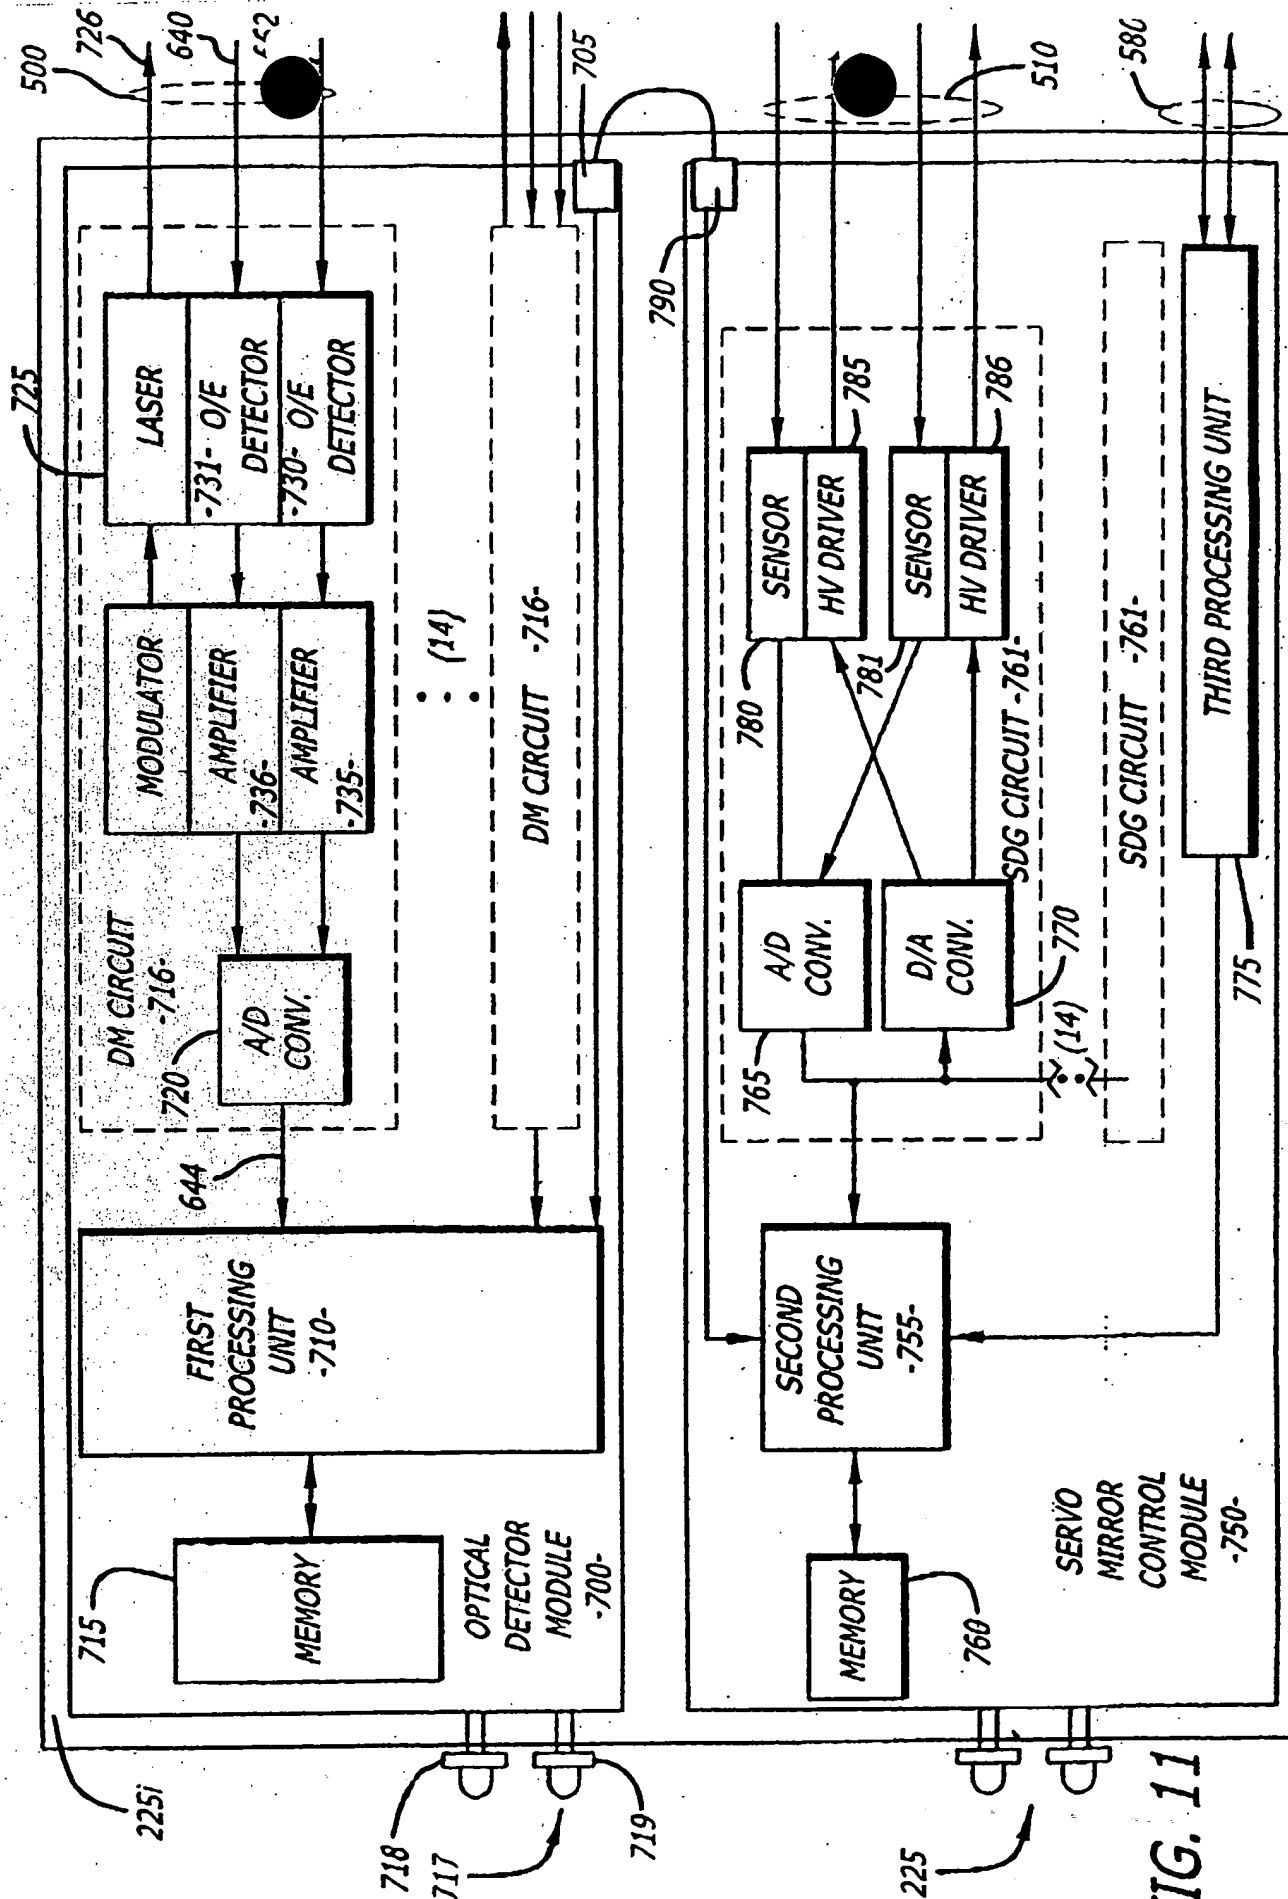 500
726
640
725
LASER
-731- O/E
DETECTOR
-730- O/E
DETECTOR
MODULATOR
AMPLIFIER
-736-
AMPLIFIER
-735-
DM CIRCUIT
-716-
720
A/D
CONV.
644
(14)
DM CIRCUIT -716-
705
FIRST
PROCESSING
UNIT
-710-
715
MEMORY
OPTICAL
DETECTOR
MODULE
-700-
225i
718
717
719
790
510
580
SENSOR
HV DRIVER
785
SENSOR
HV DRIVER
786
780
781
SDG CIRCUIT -761-
A/D
CONV.
765
D/A
CONV.
770
(14)
SDG CIRCUIT -761-
THIRD PROCESSING UNIT
775
SECOND
PROCESSING
UNIT
-755-
MEMORY
760
SERVO
MIRROR
CONTROL
MODULE
-750-
225
FIG. 11